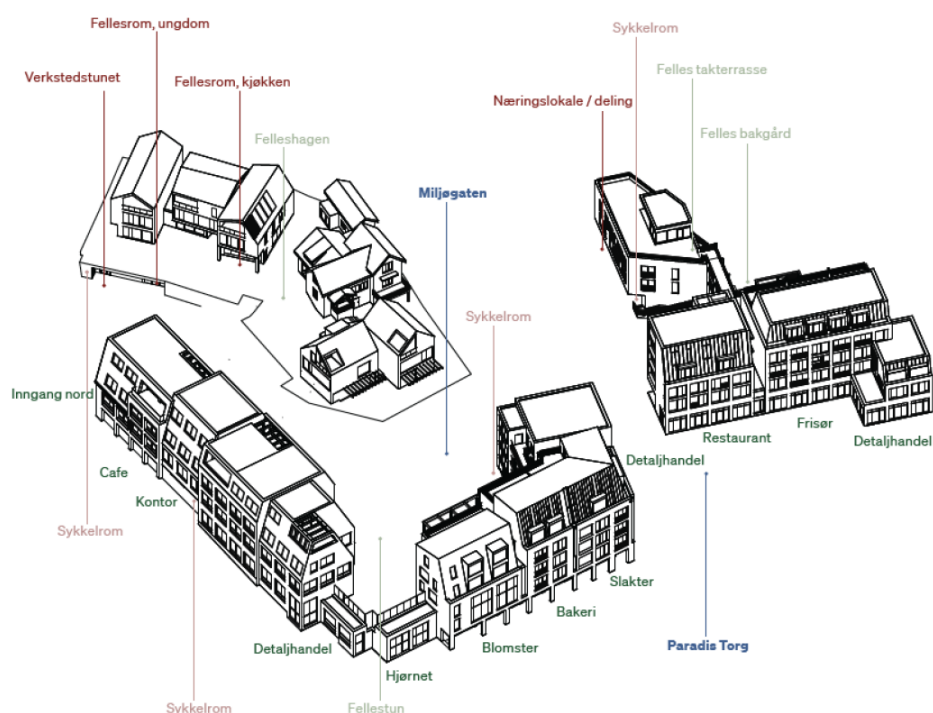 Fellesrom, ungdom
Sykkelrom
Verkstedstunet
Fellesrom, kjøkken
Felles takterrasse
Næringslokale / deling
Felles bakgård
Felleshagen
Miljøgaten
Sykkelrom
Inngang nord
Cafe
Kontor
Sykkelrom
Detaljhandel
Restaurant
Frisør
Detaljhandel
Slakter
Bakeri
Blomster
Detaljhandel
Hjørnet
Paradis Torg
Sykkelrom
Fellestun